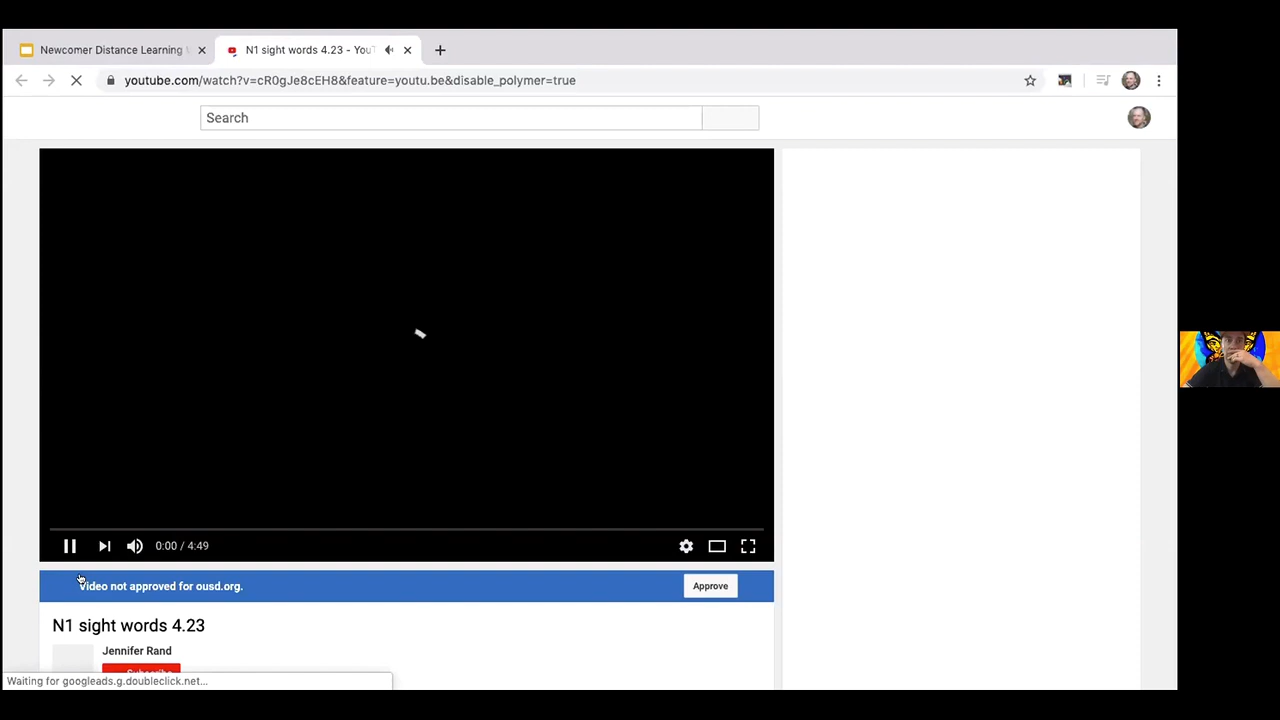 Newcomer Distance Learning
N1 sight words 4.23 - You
youtube.com/watch?v=cR0gJe8cEH8&feature=youtu.be&disable_polymer=true
Search
0:00 / 4:49
Video not approved for ousd.org.
Approve
N1 sight words 4.23
Jennifer Rand
Subscribe
Waiting for googleads.g.doubleclick.net...